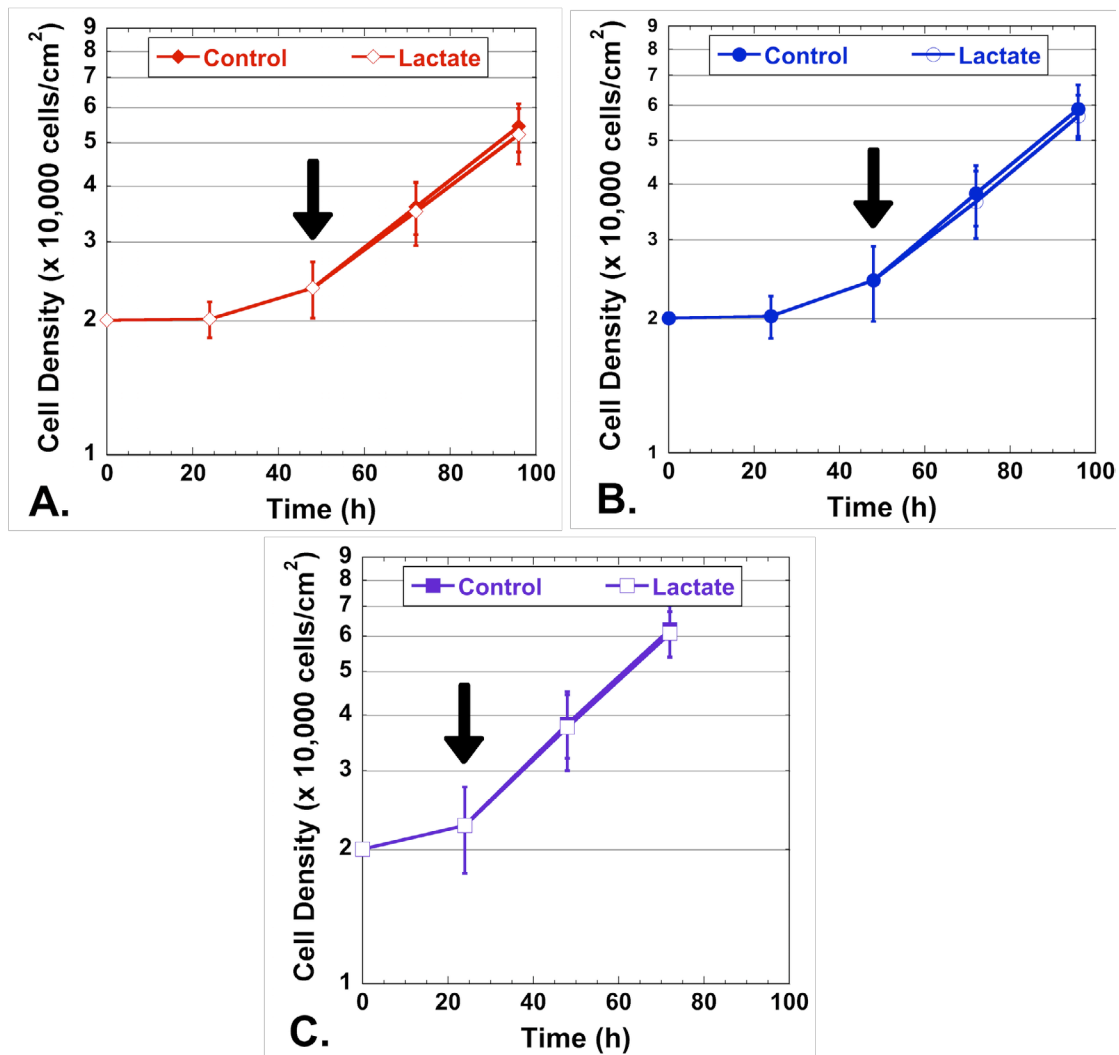 Control Lactate
Cell Density (x 10,000 cells/cm²)
9
8
7
6
5
4
3
2
1
0 20 40 60 80 100
Time (h)
A.
Control Lactate
Cell Density (x 10,000 cells/cm²)
9
8
7
6
5
4
3
2
1
0 20 40 60 80 100
Time (h)
B.
Control Lactate
Cell Density (x 10,000 cells/cm²)
9
8
7
6
5
4
3
2
1
0 20 40 60 80 100
Time (h)
C.